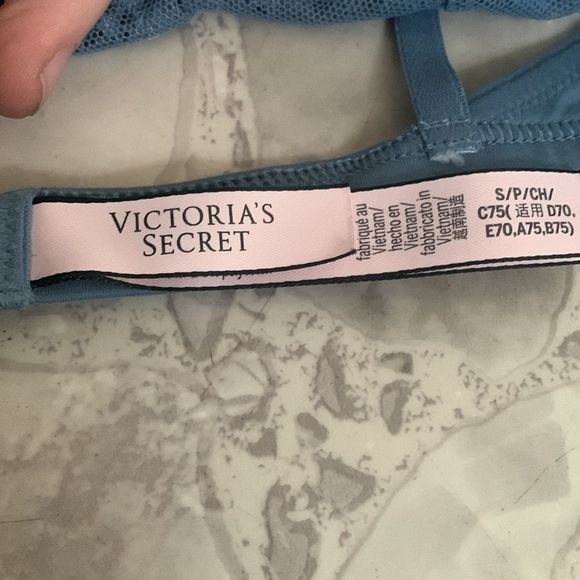 VICTORIA'S
SECRET
fabriqué au
Vietnam/
hecho en
Vietnam/
fabbricato in
Vietnam/
越南制造
S/P/CH/
C75( 适用 D70,
E70,A75,B75)